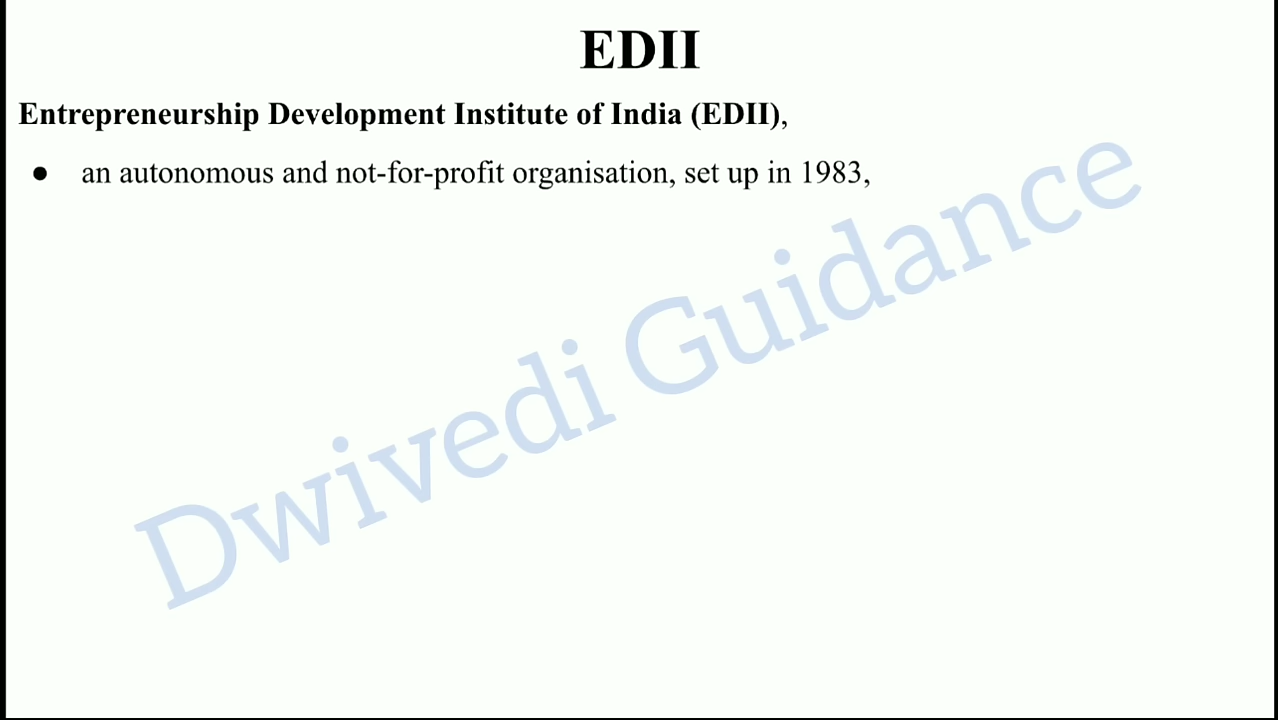 EDII
Entrepreneurship Development Institute of India (EDII),
● an autonomous and not-for-profit organisation, set up in 1983,
Dwivedi Guidance